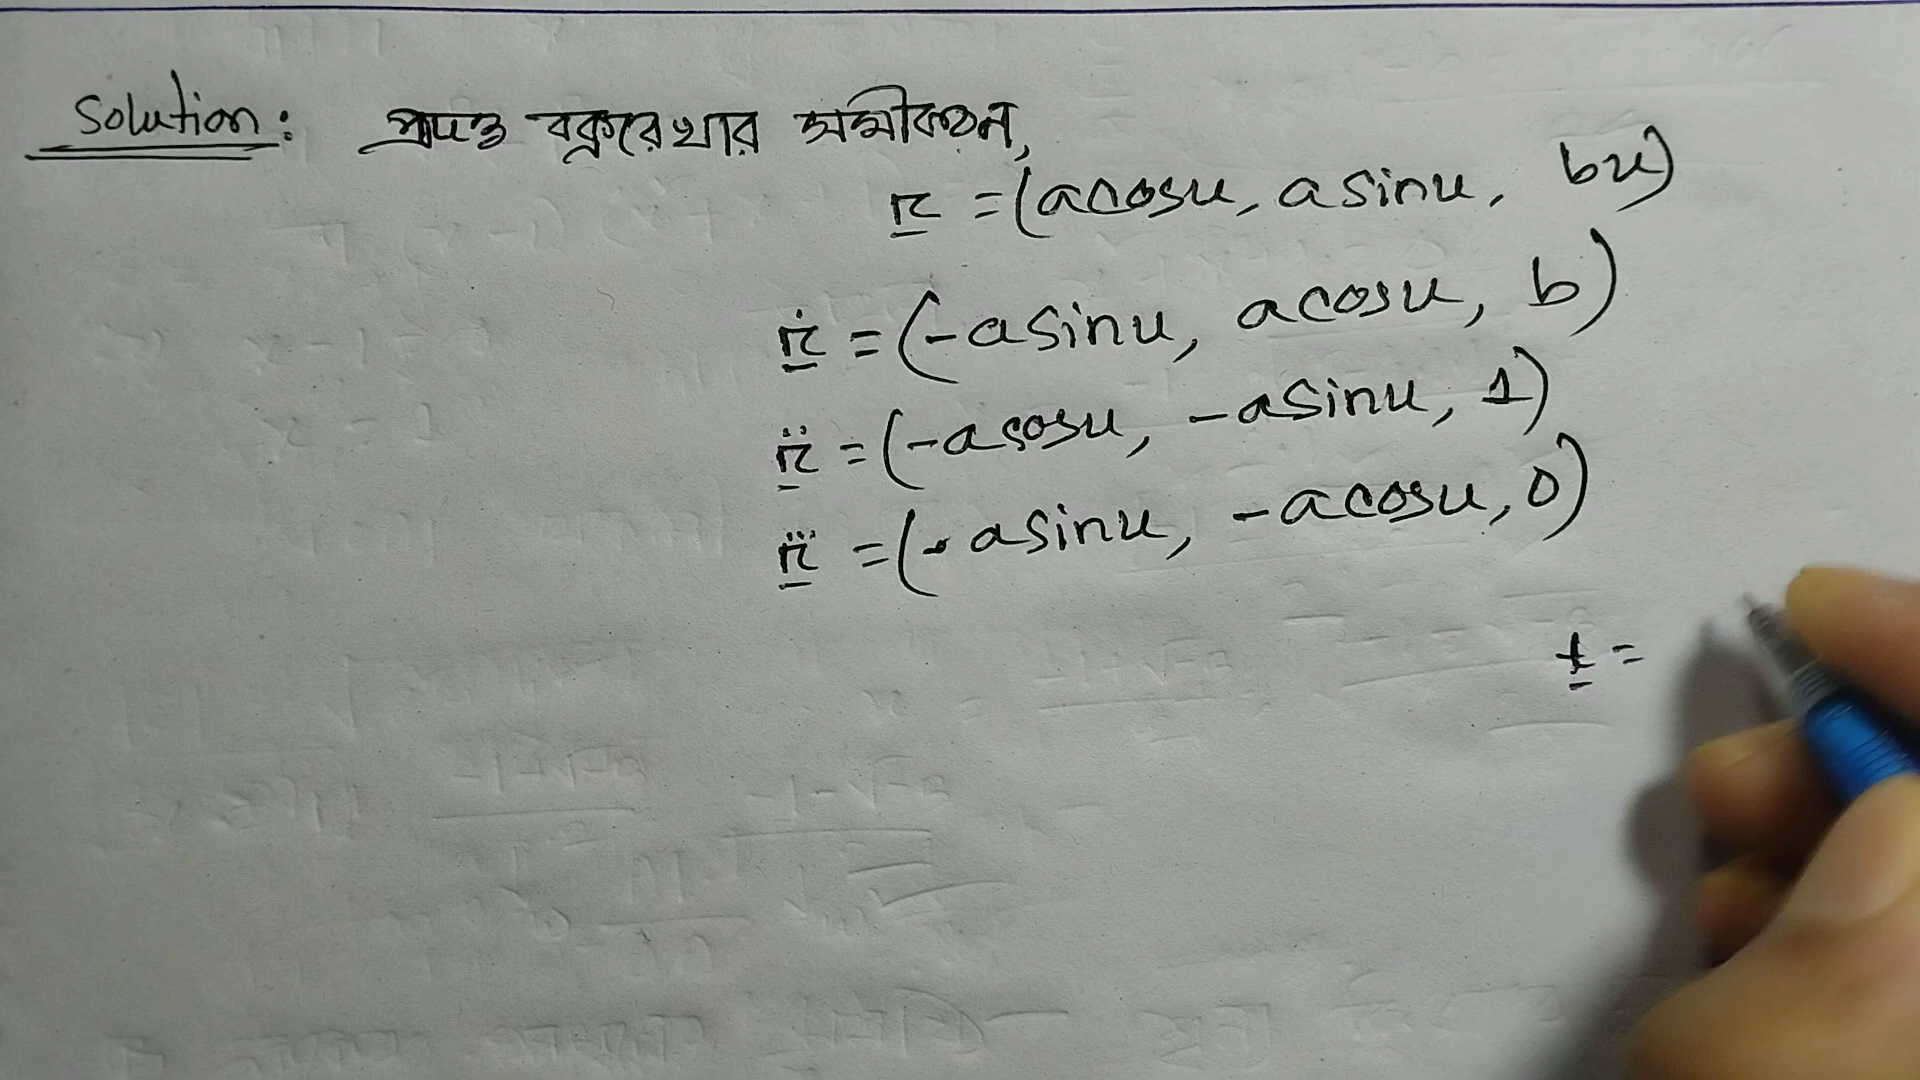 Solution: প্রদত্ত বক্ররেখার সমীকরণ,
r = (acosu, asinu, bu)
ṙ = (-asinu, acosu, b)
r̈ = (-acosu, -asinu, 1)
r⃛ = (asinu, -acosu, 0)
t =